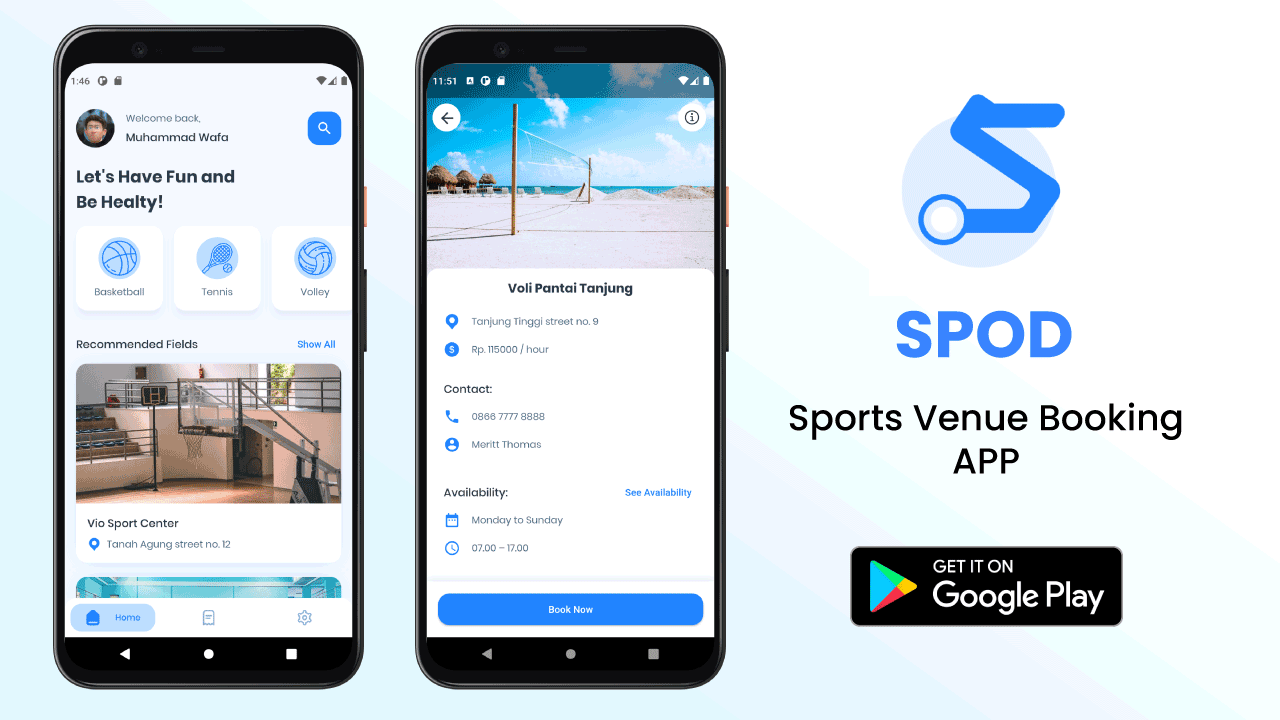 1:46
Welcome back,
Muhammad Wafa
Let's Have Fun and
Be Healty!
Basketball
Tennis
Volley
Recommended Fields
Show All
Vio Sport Center
Tanah Agung street no. 12
Home
11:51
Voli Pantai Tanjung
Tanjung Tinggi street no. 9
Rp. 115000 / hour
Contact:
0866 7777 8888
Meritt Thomas
Availability:
See Availability
Monday to Sunday
07.00 – 17.00
Book Now
SPOD
Sports Venue Booking
APP
GET IT ON
Google Play